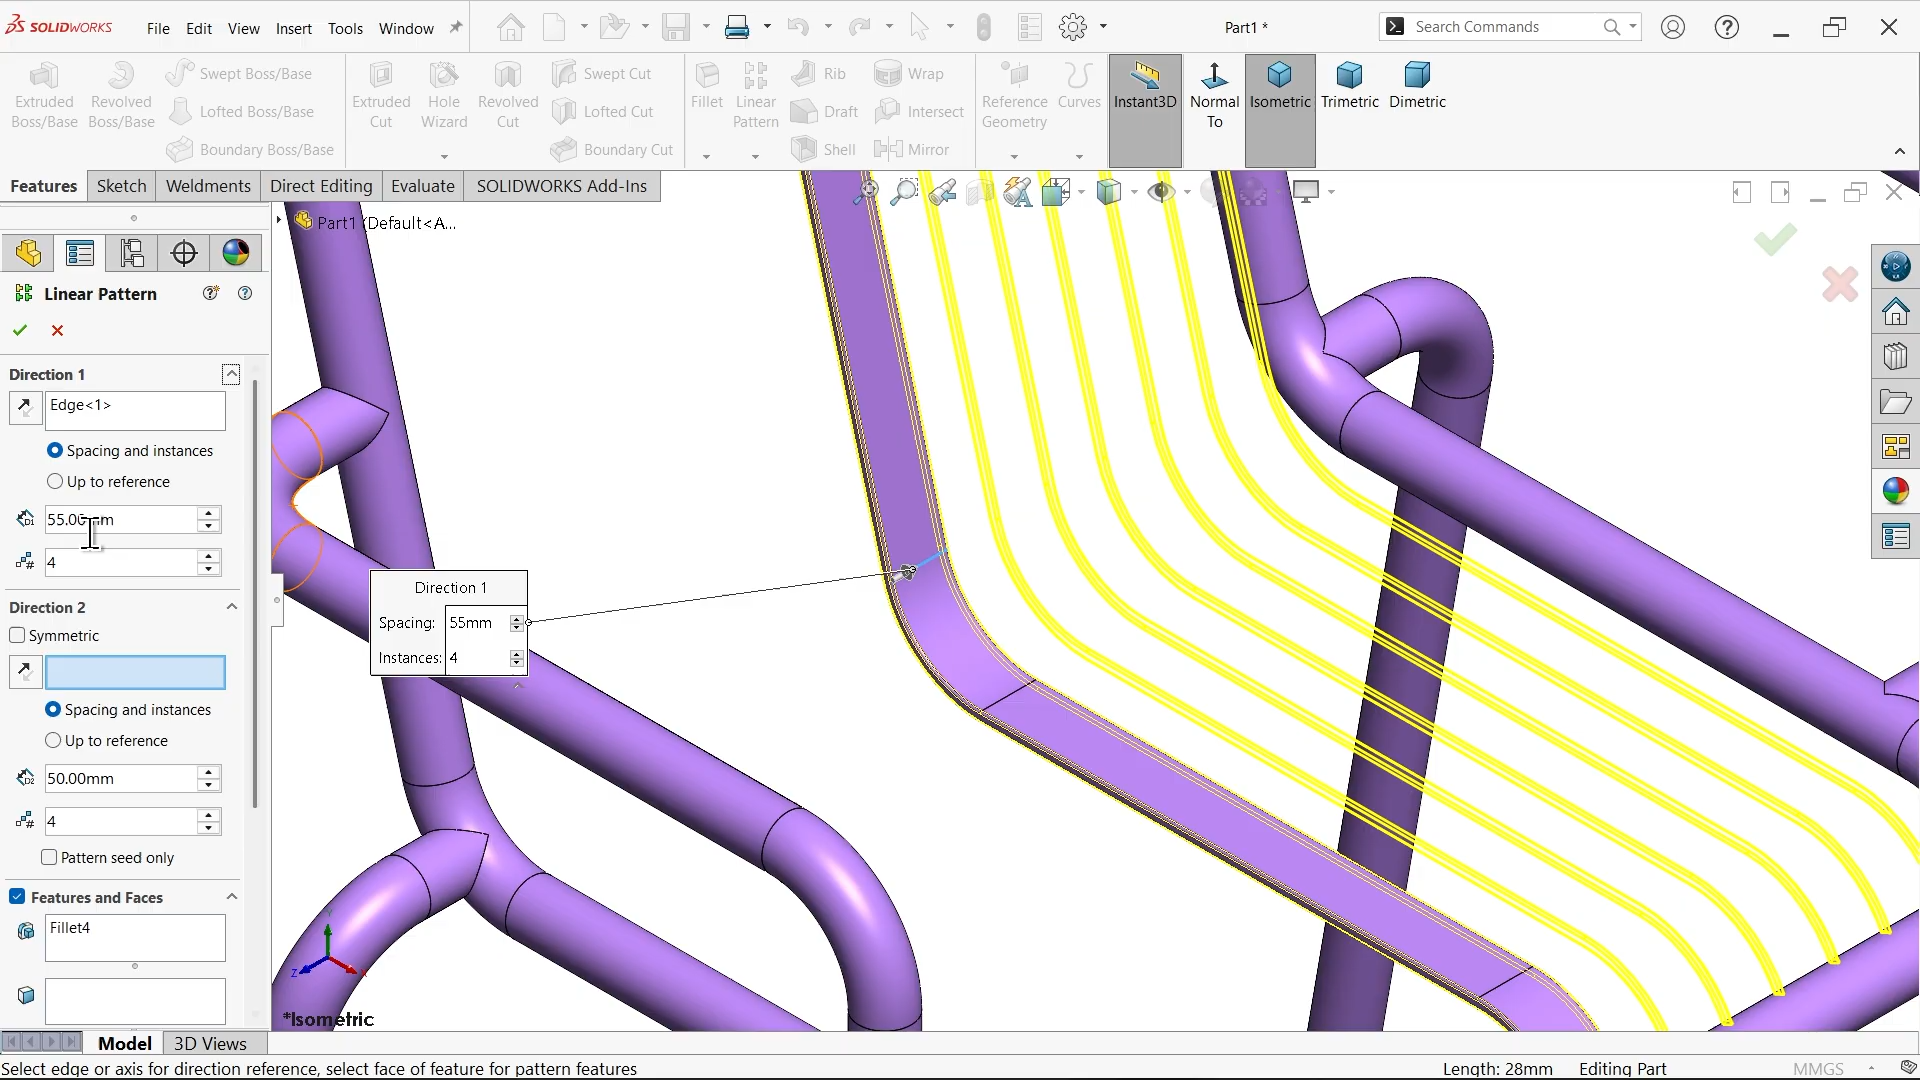 SOLIDWORKS File Edit View Insert Tools Window Part1 * Search Commands
Extruded Boss/Base
Revolved Boss/Base
Swept Boss/Base
Lofted Boss/Base
Boundary Boss/Base
Extruded Cut
Hole Wizard
Revolved Cut
Swept Cut
Lofted Cut
Boundary Cut
Fillet
Linear Pattern
Rib
Draft
Shell
Wrap
Intersect
Mirror
Reference Geometry
Curves
Instant3D
Normal To
Isometric
Trimetric
Dimetric
Features Sketch Weldments Direct Editing Evaluate SOLIDWORKS Add-Ins
Part1 (Default<A...
Linear Pattern
Direction 1
Edge<1>
Spacing and instances
Up to reference
55.00mm
4
Direction 2
Symmetric
Spacing and instances
Up to reference
50.00mm
4
Pattern seed only
Features and Faces
Fillet4
Direction 1
Spacing: 55mm
Instances: 4
Y
Z X
*Isometric
Model 3D Views
Select edge or axis for direction reference, select face of feature for pattern features Length: 28mm Editing Part MMGS